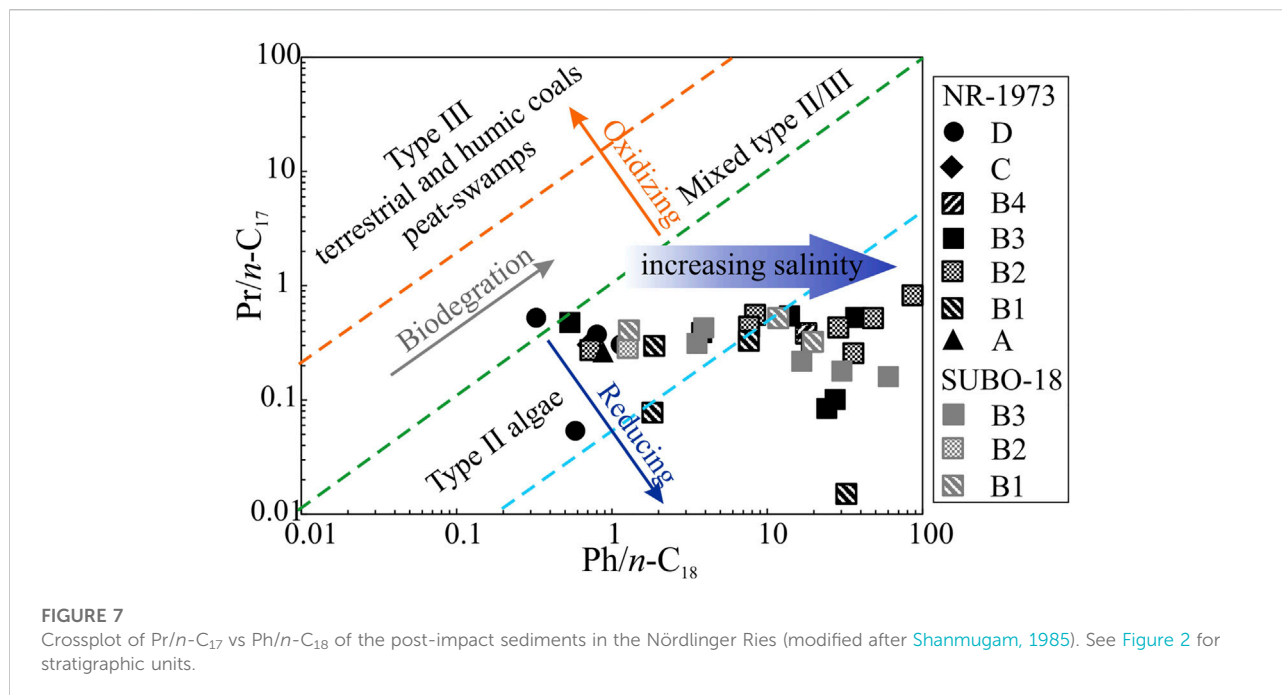 100
10
1
0.1
0.01
Pr/n-C17
0.01
0.1
1
10
100
Ph/n-C18
Type III
terrestrial and humic coals
peat-swamps
Oxidizing
Mixed type II/III
Biodegration
increasing salinity
Type II algae
Reducing
NR-1973
D
C
B4
B3
B2
B1
A
SUBO-18
B3
B2
B1
FIGURE 7
Crossplot of Pr/n-C17 vs Ph/n-C18 of the post-impact sediments in the Nördlinger Ries (modified after Shanmugam, 1985). See Figure 2 for
stratigraphic units.